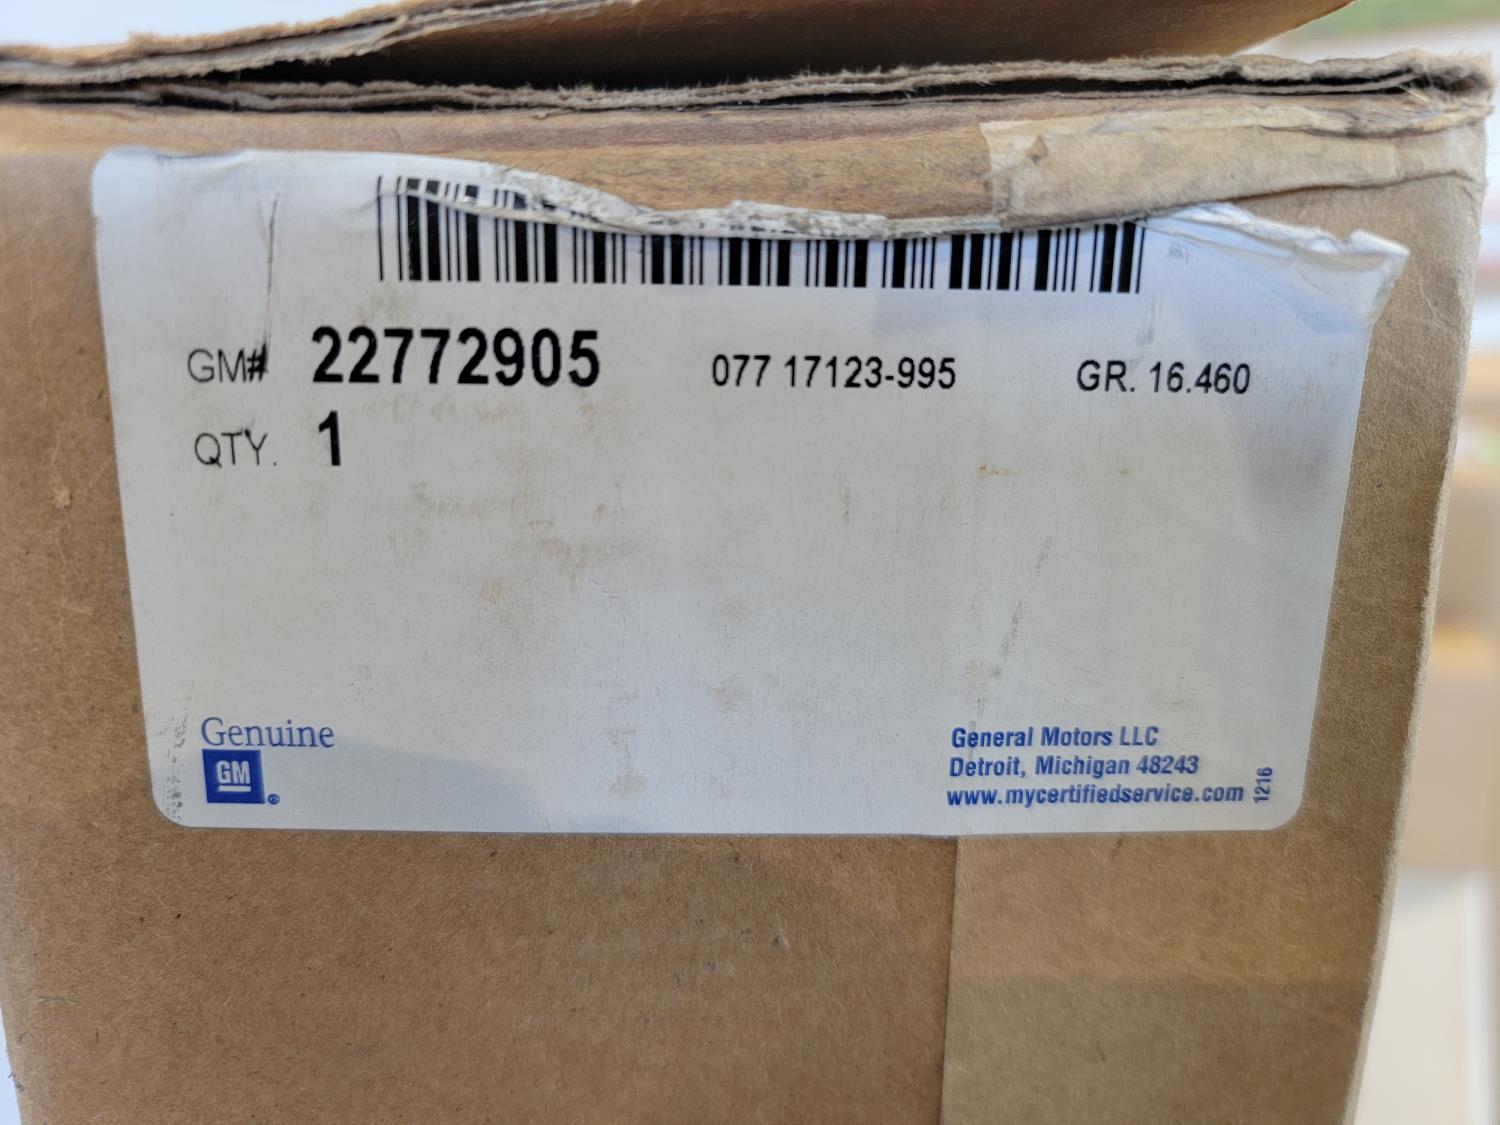 GM# 22772905 077 17123-995 GR. 16.460
QTY. 1
Genuine
GM®
General Motors LLC
Detroit, Michigan 48243
www.mycertifiedservice.com 1216